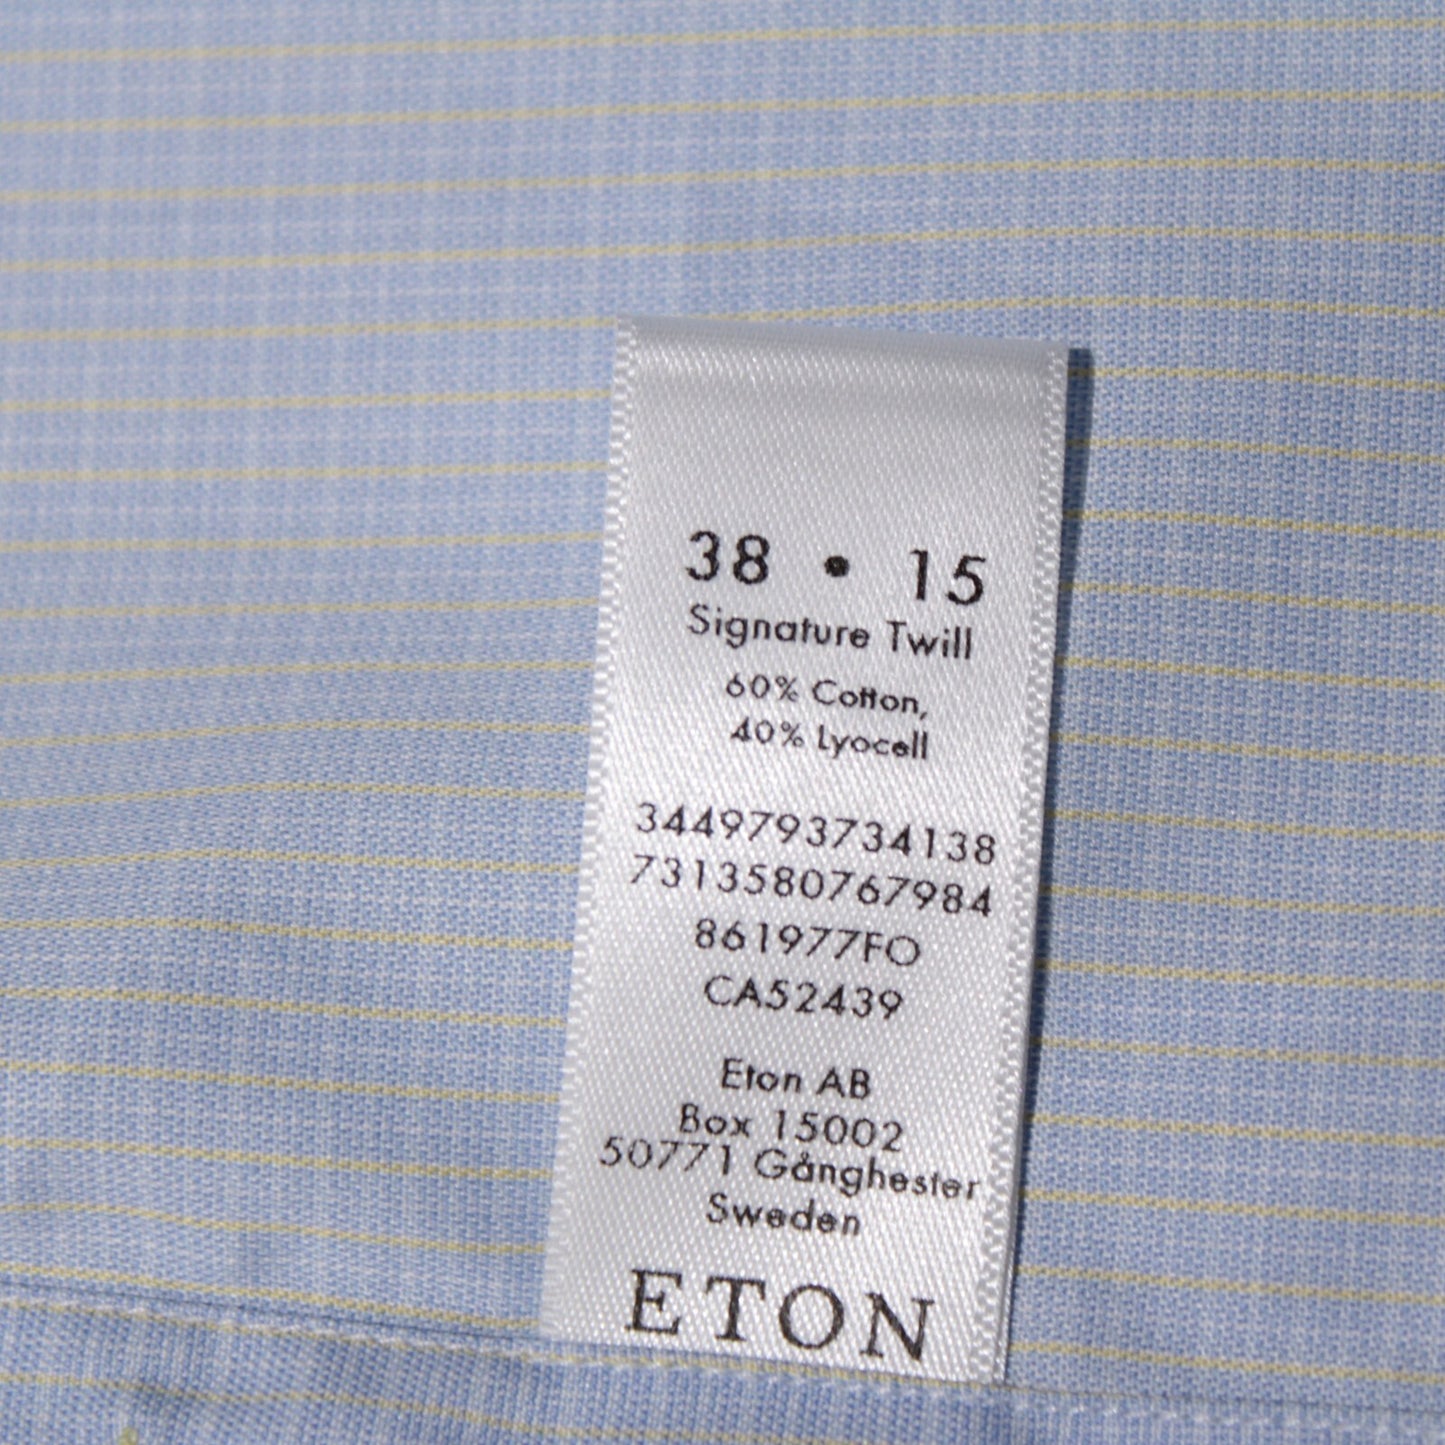 38 • 15
Signature Twill
60% Cotton,
40% Lyocell
3449793734138
7313580767984
861977FO
CA52439
Eton AB
Box 15002
50771 Gånghester
Sweden
ETON